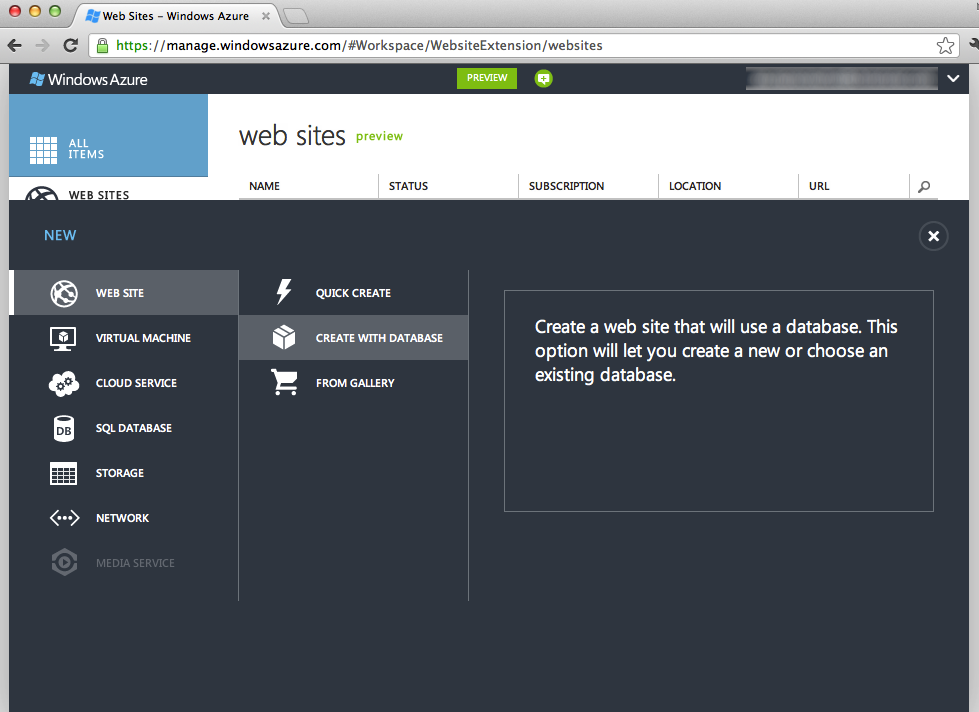 Web Sites – Windows Azure
https://manage.windowsazure.com/#Workspace/WebsiteExtension/websites
Windows Azure
PREVIEW
ALL
ITEMS
WEB SITES
web sites preview
NAME STATUS SUBSCRIPTION LOCATION URL
NEW
WEB SITE
VIRTUAL MACHINE
CLOUD SERVICE
DB
SQL DATABASE
STORAGE
NETWORK
MEDIA SERVICE
QUICK CREATE
CREATE WITH DATABASE
FROM GALLERY
Create a web site that will use a database. This
option will let you create a new or choose an
existing database.